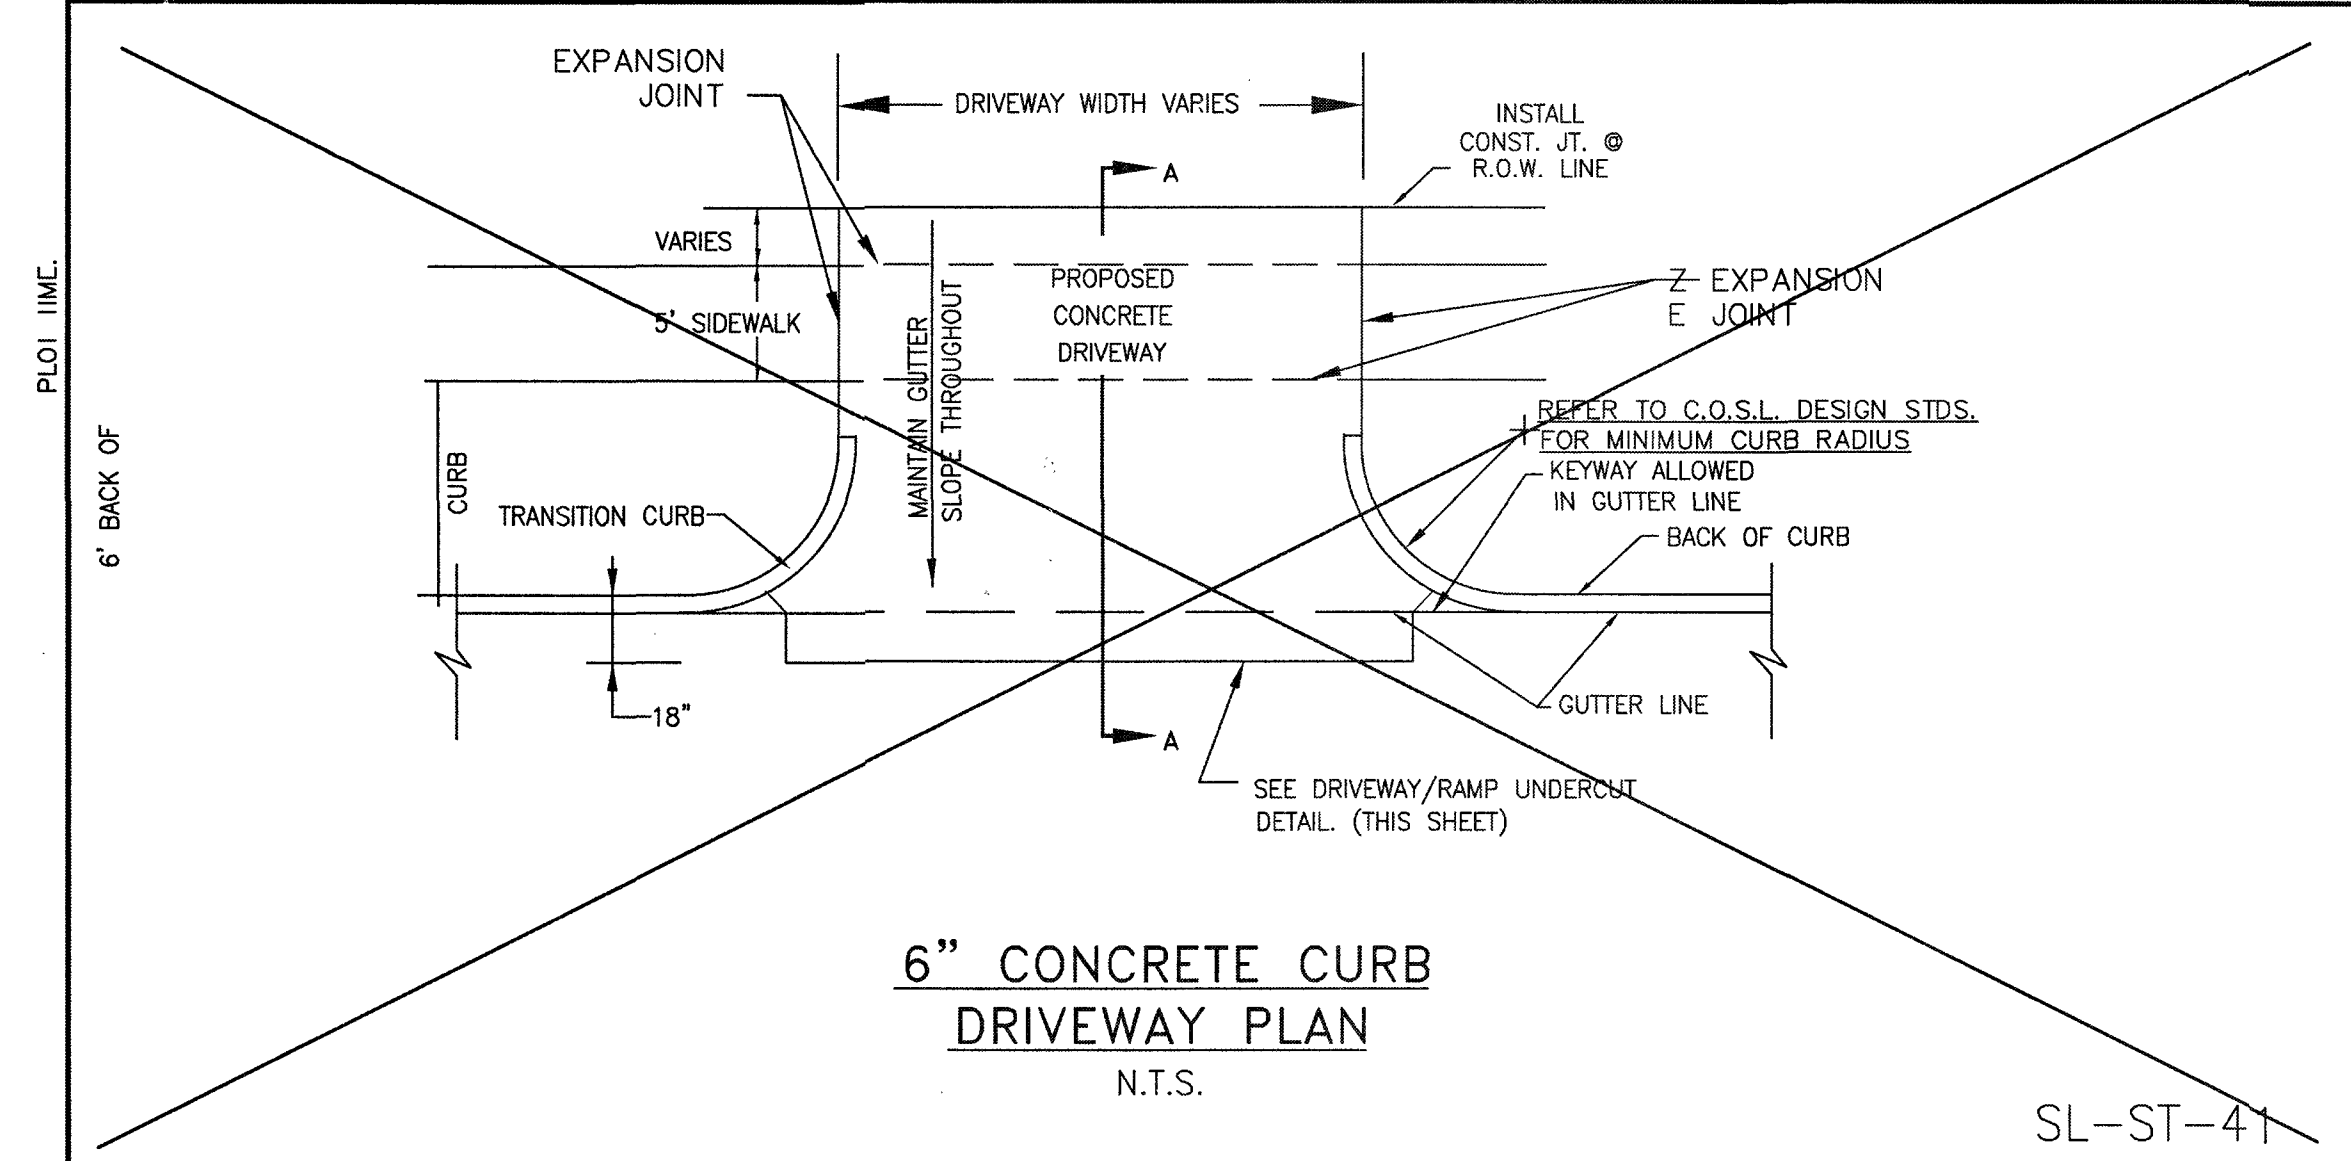 EXPANSION
JOINT
DRIVEWAY WIDTH VARIES
INSTALL
CONST. JT. @
R.O.W. LINE
A
VARIES
5' SIDEWALK
PROPOSED
CONCRETE
DRIVEWAY
MAINTAIN GUTTER
SLOPE THROUGHOUT
Z EXPANSION
E JOINT
PLOI IIME.
6' BACK OF
CURB
REFER TO C.O.S.L. DESIGN STDS.
FOR MINIMUM CURB RADIUS
KEYWAY ALLOWED
IN GUTTER LINE
TRANSITION CURB
BACK OF CURB
18"
GUTTER LINE
A
SEE DRIVEWAY/RAMP UNDERCUT
DETAIL. (THIS SHEET)
6" CONCRETE CURB
DRIVEWAY PLAN
N.T.S.
SL-ST-41